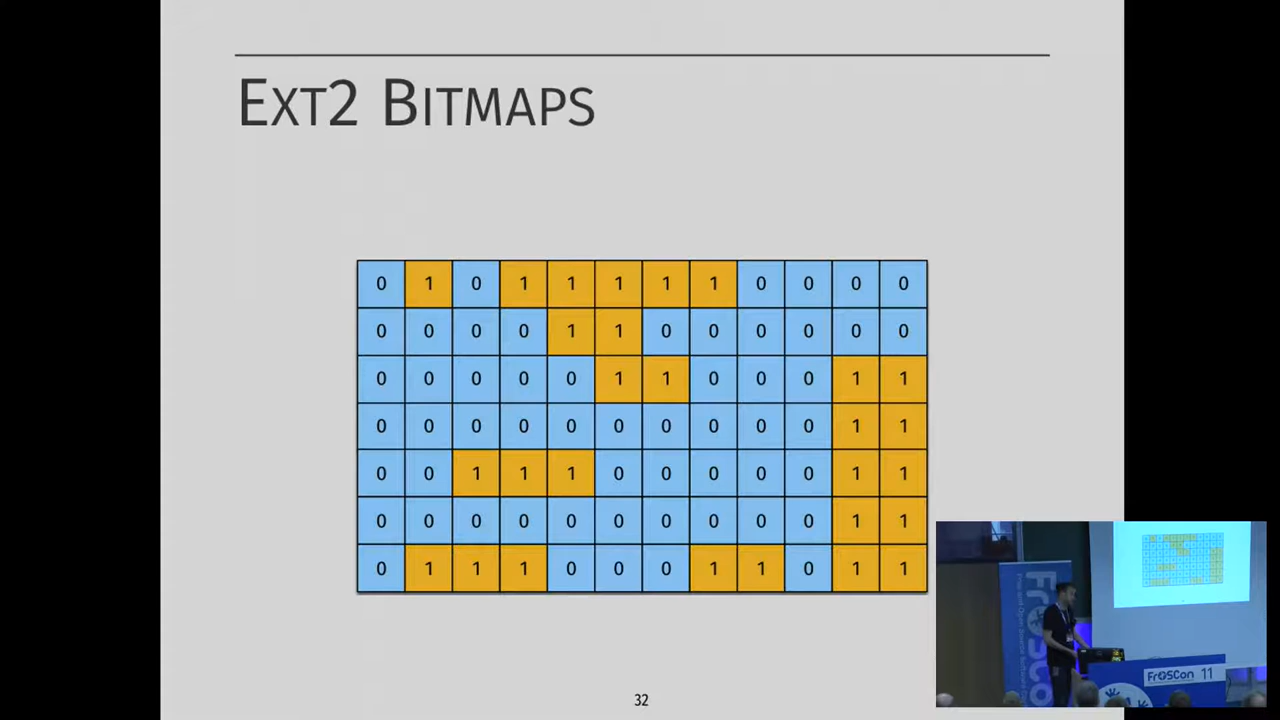 EXT2 BITMAPS
0 1 0 1 1 1 1 1 0 0 0 0
0 0 0 0 1 1 0 0 0 0 0 0
0 0 0 0 0 1 1 0 0 0 1 1
0 0 0 0 0 0 0 0 0 0 1 1
0 0 1 1 1 0 0 0 0 0 1 1
0 0 0 0 0 0 0 0 0 0 1 1
0 1 1 1 0 0 0 1 1 0 1 1
32
FrOSCon
FrOSCon 11